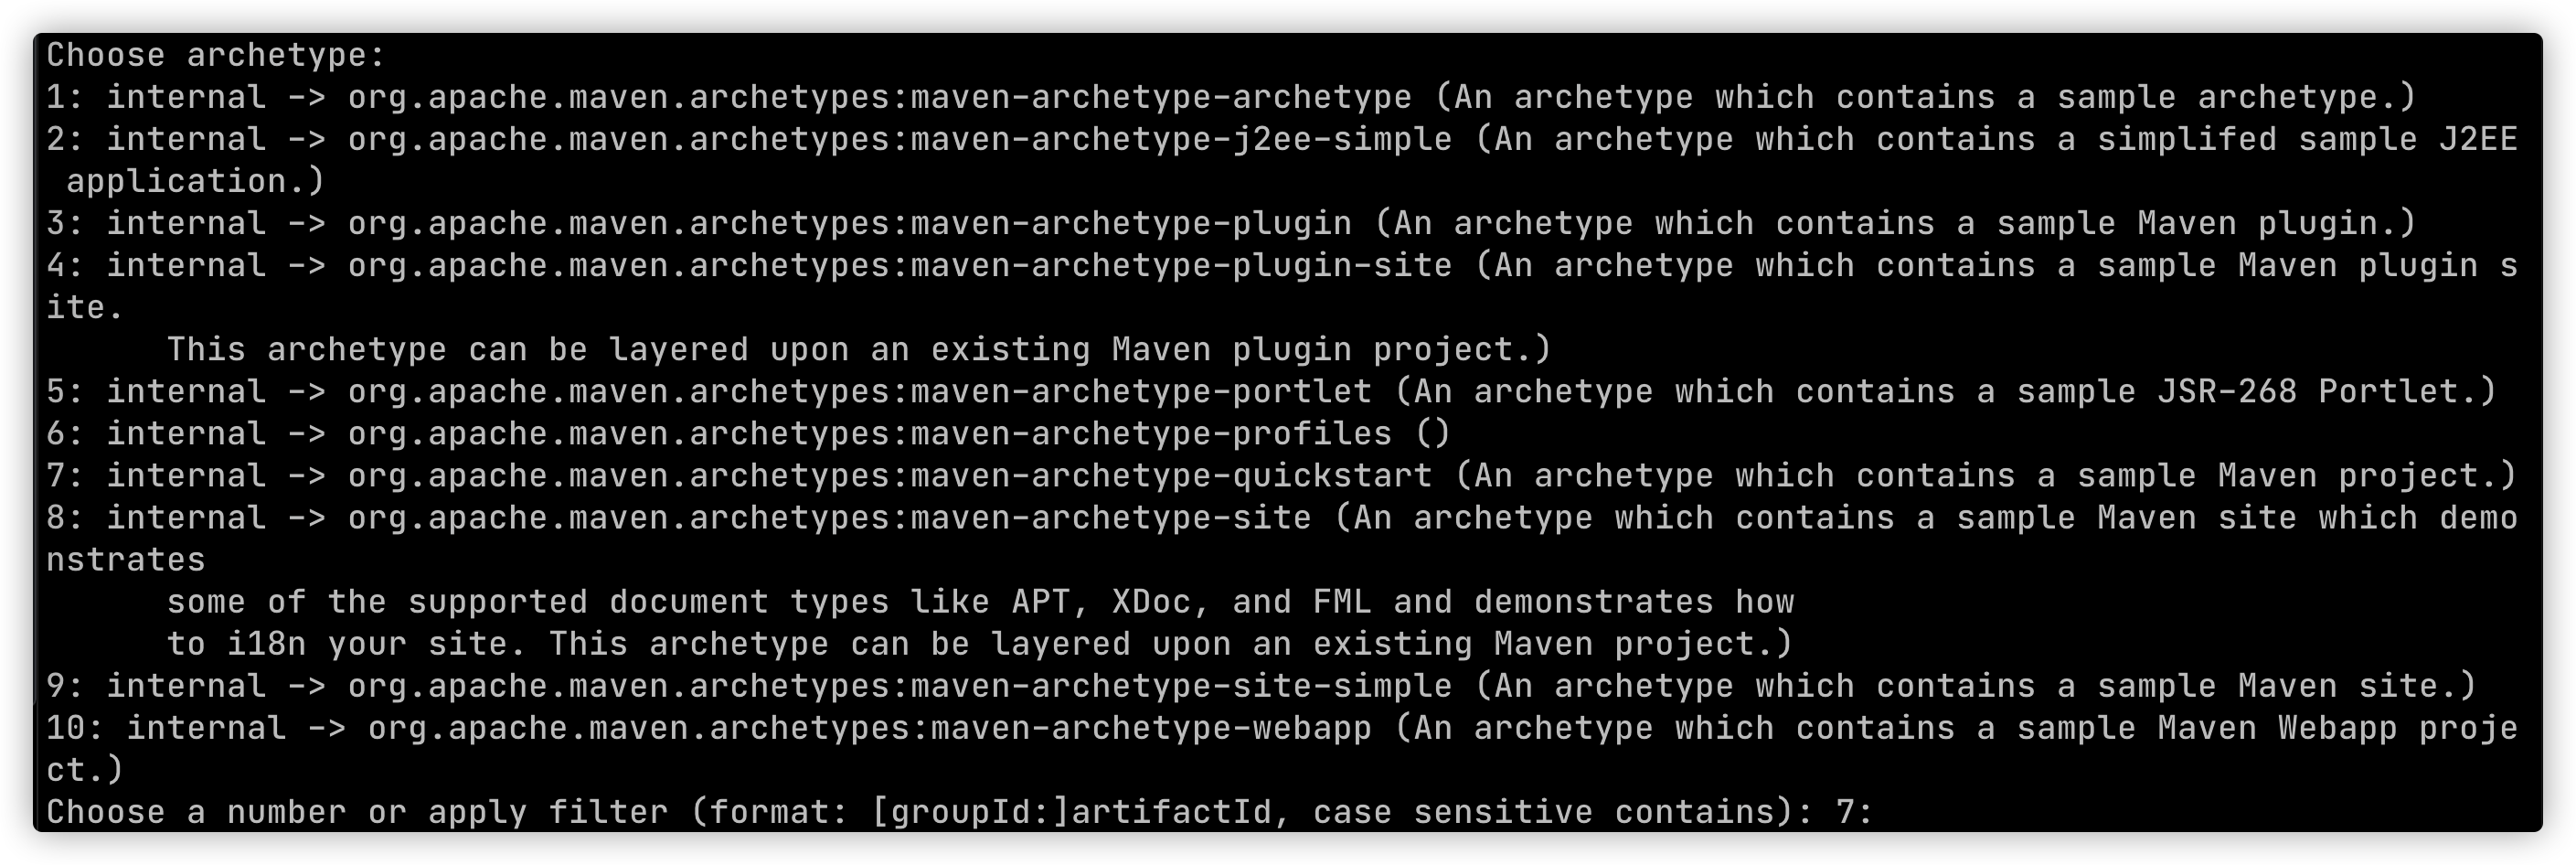 Choose archetype:
1: internal -> org.apache.maven.archetypes:maven-archetype-archetype (An archetype which contains a sample archetype.)
2: internal -> org.apache.maven.archetypes:maven-archetype-j2ee-simple (An archetype which contains a simplifed sample J2EE
 application.)
3: internal -> org.apache.maven.archetypes:maven-archetype-plugin (An archetype which contains a sample Maven plugin.)
4: internal -> org.apache.maven.archetypes:maven-archetype-plugin-site (An archetype which contains a sample Maven plugin s
ite.
      This archetype can be layered upon an existing Maven plugin project.)
5: internal -> org.apache.maven.archetypes:maven-archetype-portlet (An archetype which contains a sample JSR-268 Portlet.)
6: internal -> org.apache.maven.archetypes:maven-archetype-profiles ()
7: internal -> org.apache.maven.archetypes:maven-archetype-quickstart (An archetype which contains a sample Maven project.)
8: internal -> org.apache.maven.archetypes:maven-archetype-site (An archetype which contains a sample Maven site which demo
nstrates
      some of the supported document types like APT, XDoc, and FML and demonstrates how
      to i18n your site. This archetype can be layered upon an existing Maven project.)
9: internal -> org.apache.maven.archetypes:maven-archetype-site-simple (An archetype which contains a sample Maven site.)
10: internal -> org.apache.maven.archetypes:maven-archetype-webapp (An archetype which contains a sample Maven Webapp proje
ct.)
Choose a number or apply filter (format: [groupId:]artifactId, case sensitive contains): 7: